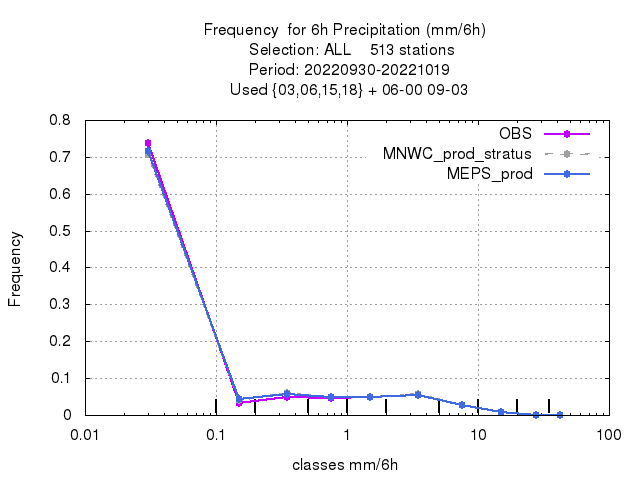 Frequency  for 6h Precipitation (mm/6h)
Selection: ALL    513 stations
Period: 20220930-20221019
Used {03,06,15,18} + 06-00 09-03
OBS
MNWC_prod_stratus
MEPS_prod
0.8
0.7
0.6
0.5
0.4
0.3
0.2
0.1
0
Frequency
0.01 0.1 1 10 100
classes mm/6h